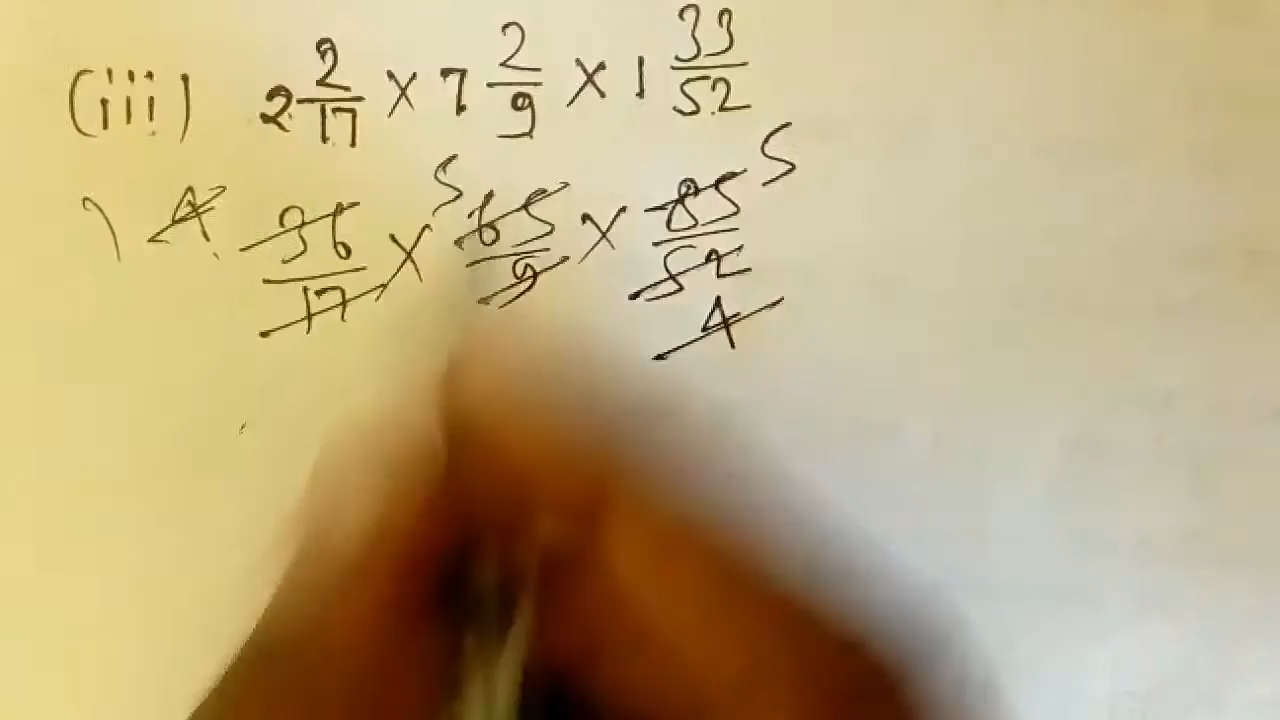 (iii) 2 2/17 × 7 2/9 × 1 33/52
1 4 36/17 × 5 65/9 × 85/52 5
4